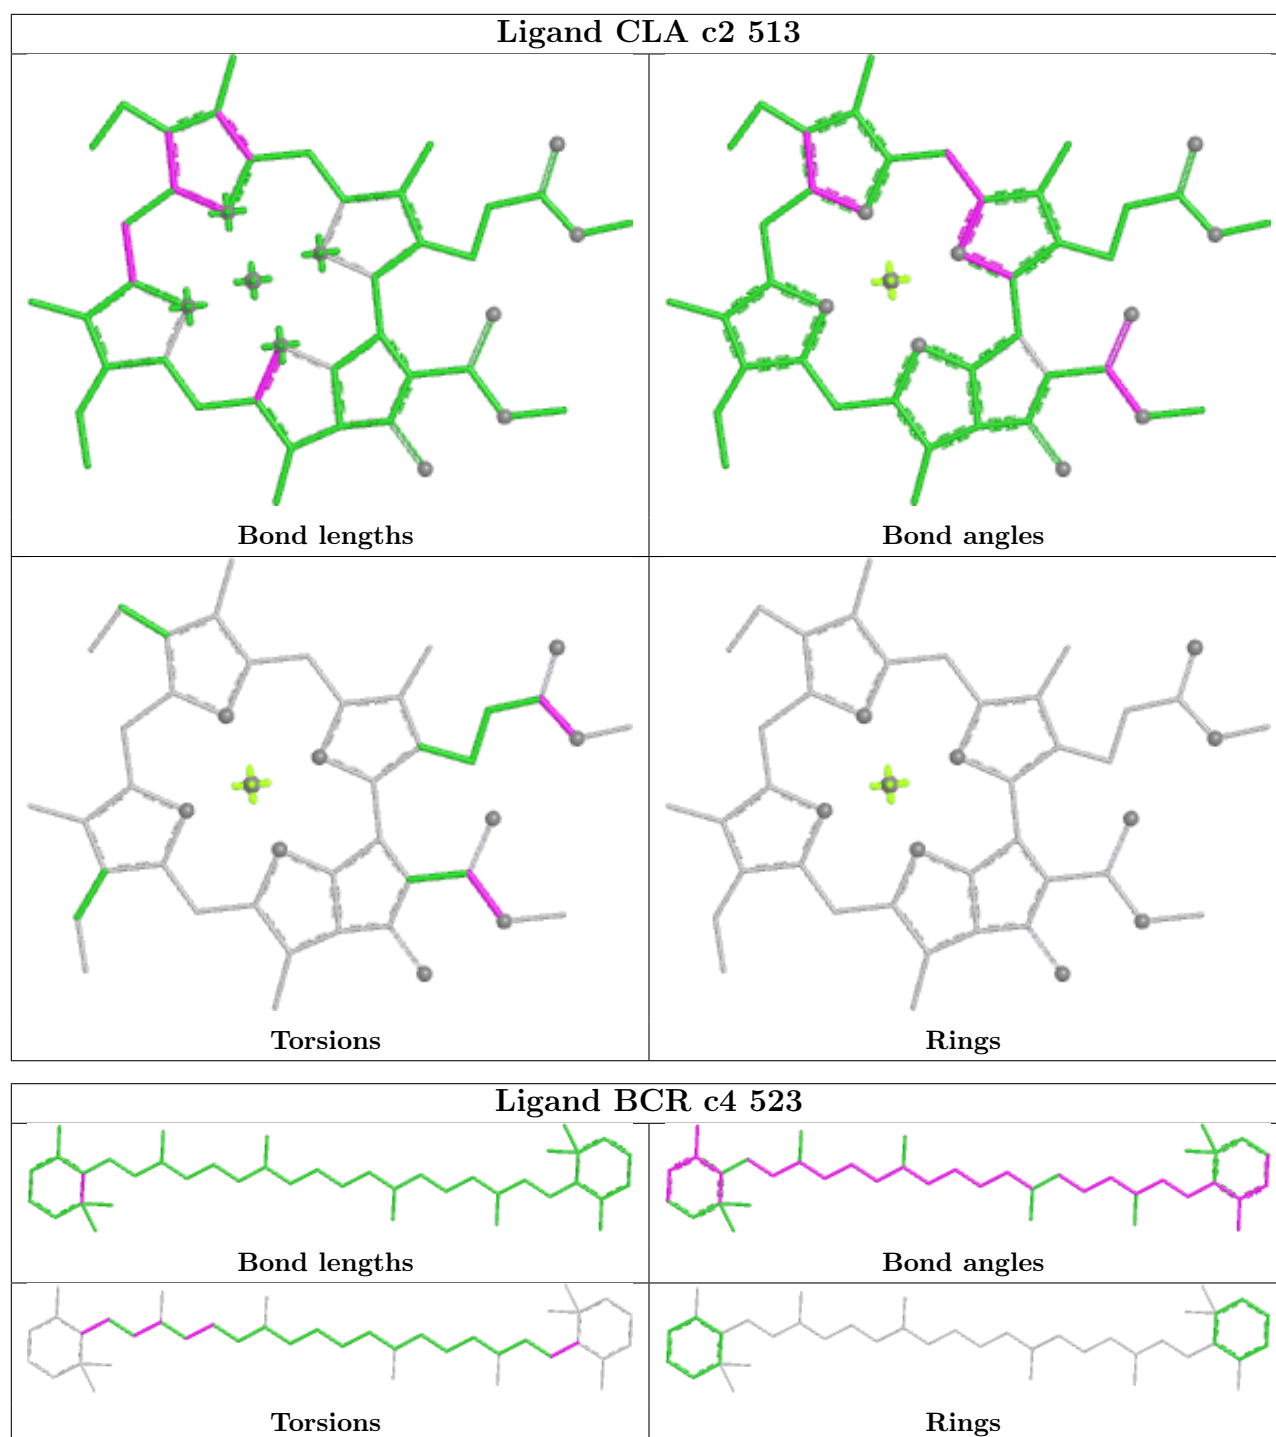 Ligand CLA c2 513
Bond lengths
Bond angles
Torsions
Rings
Ligand BCR c4 523
Bond lengths
Bond angles
Torsions
Rings